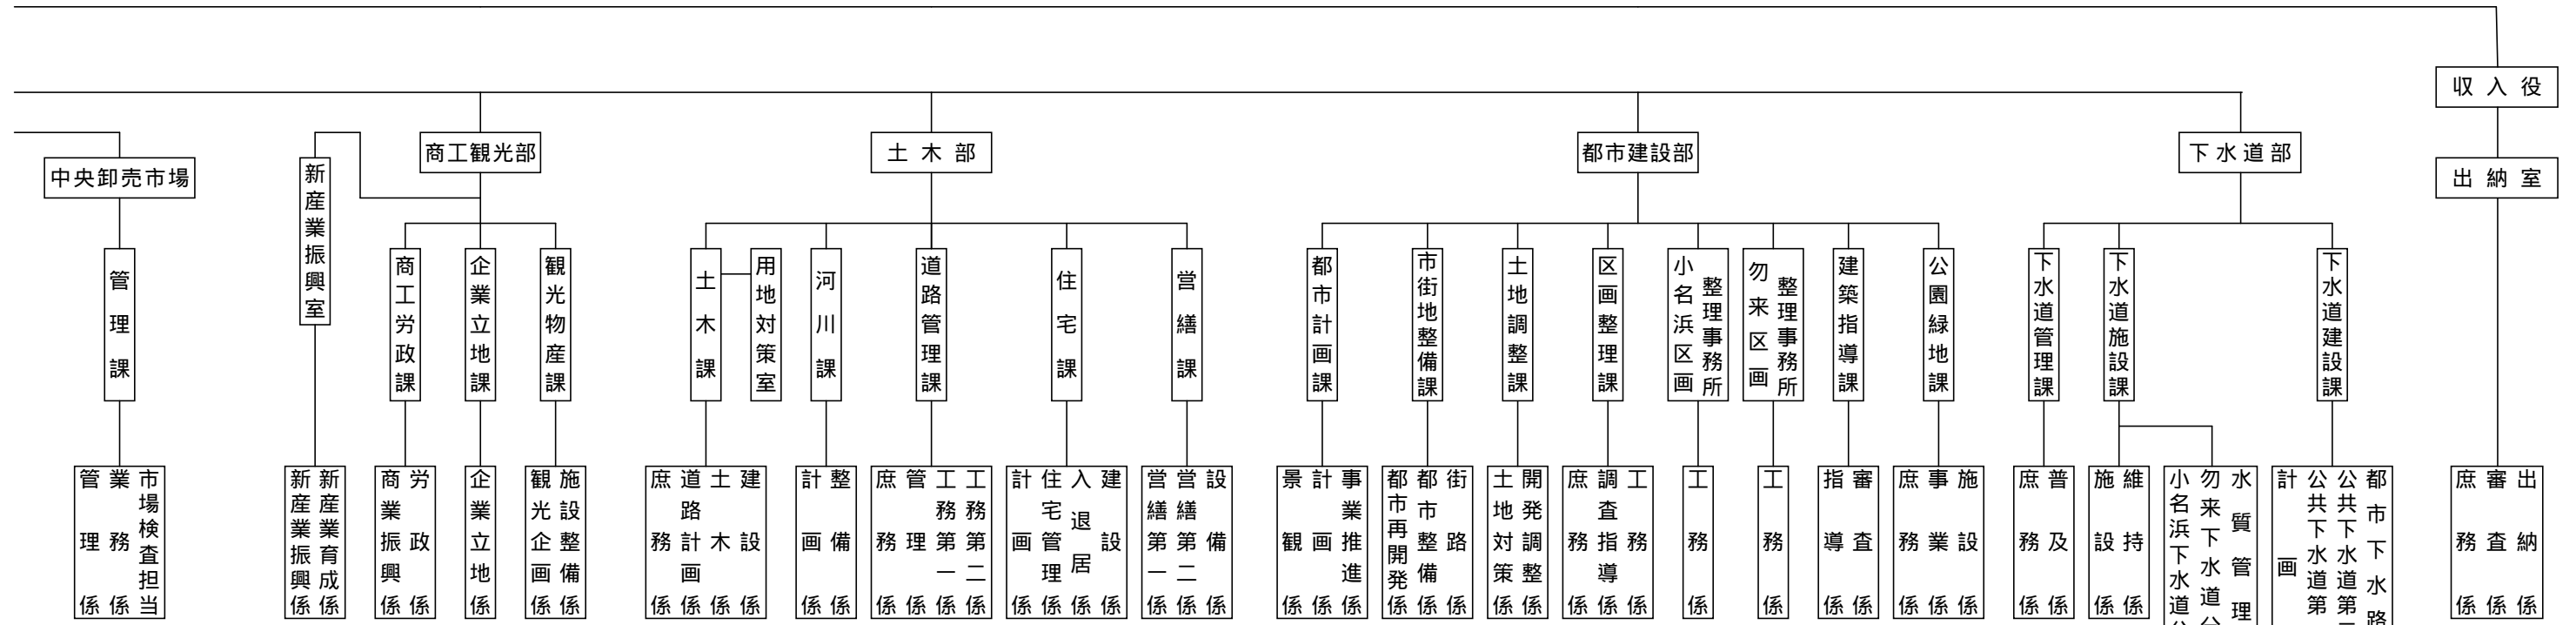 収入役
商工観光部
土木部
都市建設部
下水道部
中央卸売市場
新産業振興室
出納室
管理課
商工労政課
企業立地課
観光物産課
土木課
用地対策室
河川課
道路管理課
住宅課
営繕課
都市計画課
市街地整備課
土地調整課
区画整理課
小名浜区画
整理事務所
勿来区画
整理事務所
建築指導課
公園緑地課
下水道管理課
下水道施設課
下水道建設課
管理係
業務係
市場検査担当
新産業振興係
新産業育成係
商業振興係
労政係
企業立地係
観光企画係
施設整備係
庶務係
道路計画係
土木係
建設係
計画係
整備係
庶務係
管理係
工務第一係
工務第二係
計画係
住宅管理係
入退居係
建設係
営繕第一係
営繕第二係
設備係
景観係
計画係
事業推進係
都市再開発係
都市整備係
街路係
土地対策係
開発調整係
庶務係
調査指導係
工務係
工務係
工務係
指導係
審査係
庶務係
事業係
施設係
庶務係
普及係
施設係
維持係
小名浜下水道
勿来下水道分
水質管理
計画
公共下水道第
公共下水道第二
都市下水路
庶務係
審査係
出納係